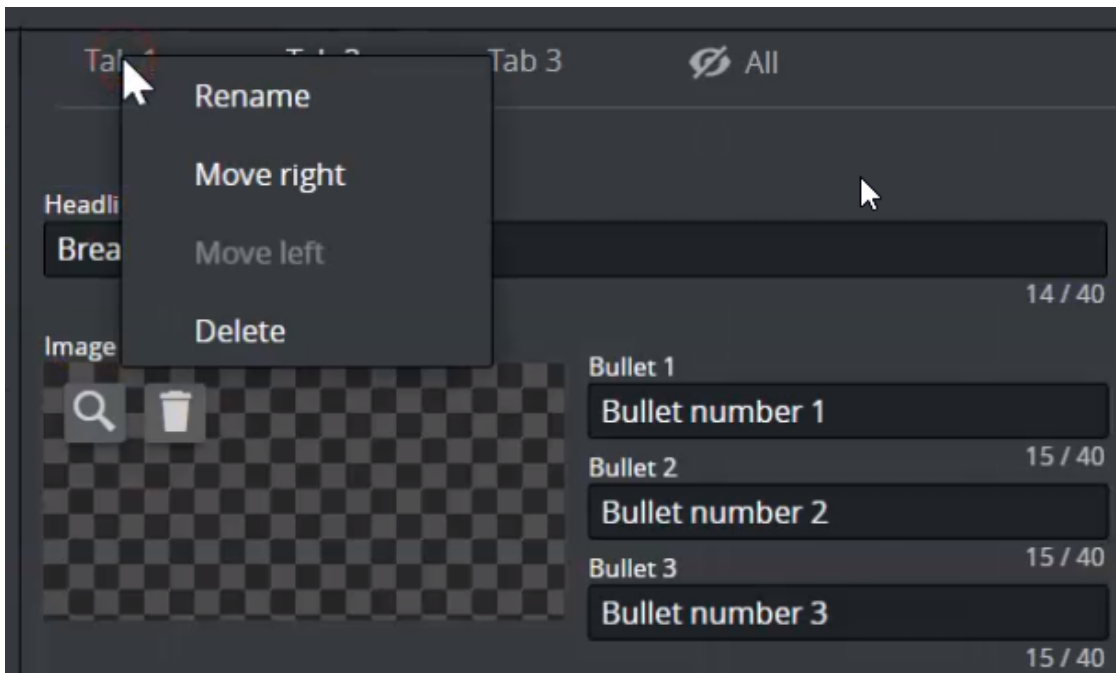 Tab 3 All
Rename
Move right
Move left
Delete
14 / 40
Image
Bullet 1
Bullet number 1
15 / 40
Bullet 2
Bullet number 2
15 / 40
Bullet 3
Bullet number 3
15 / 40